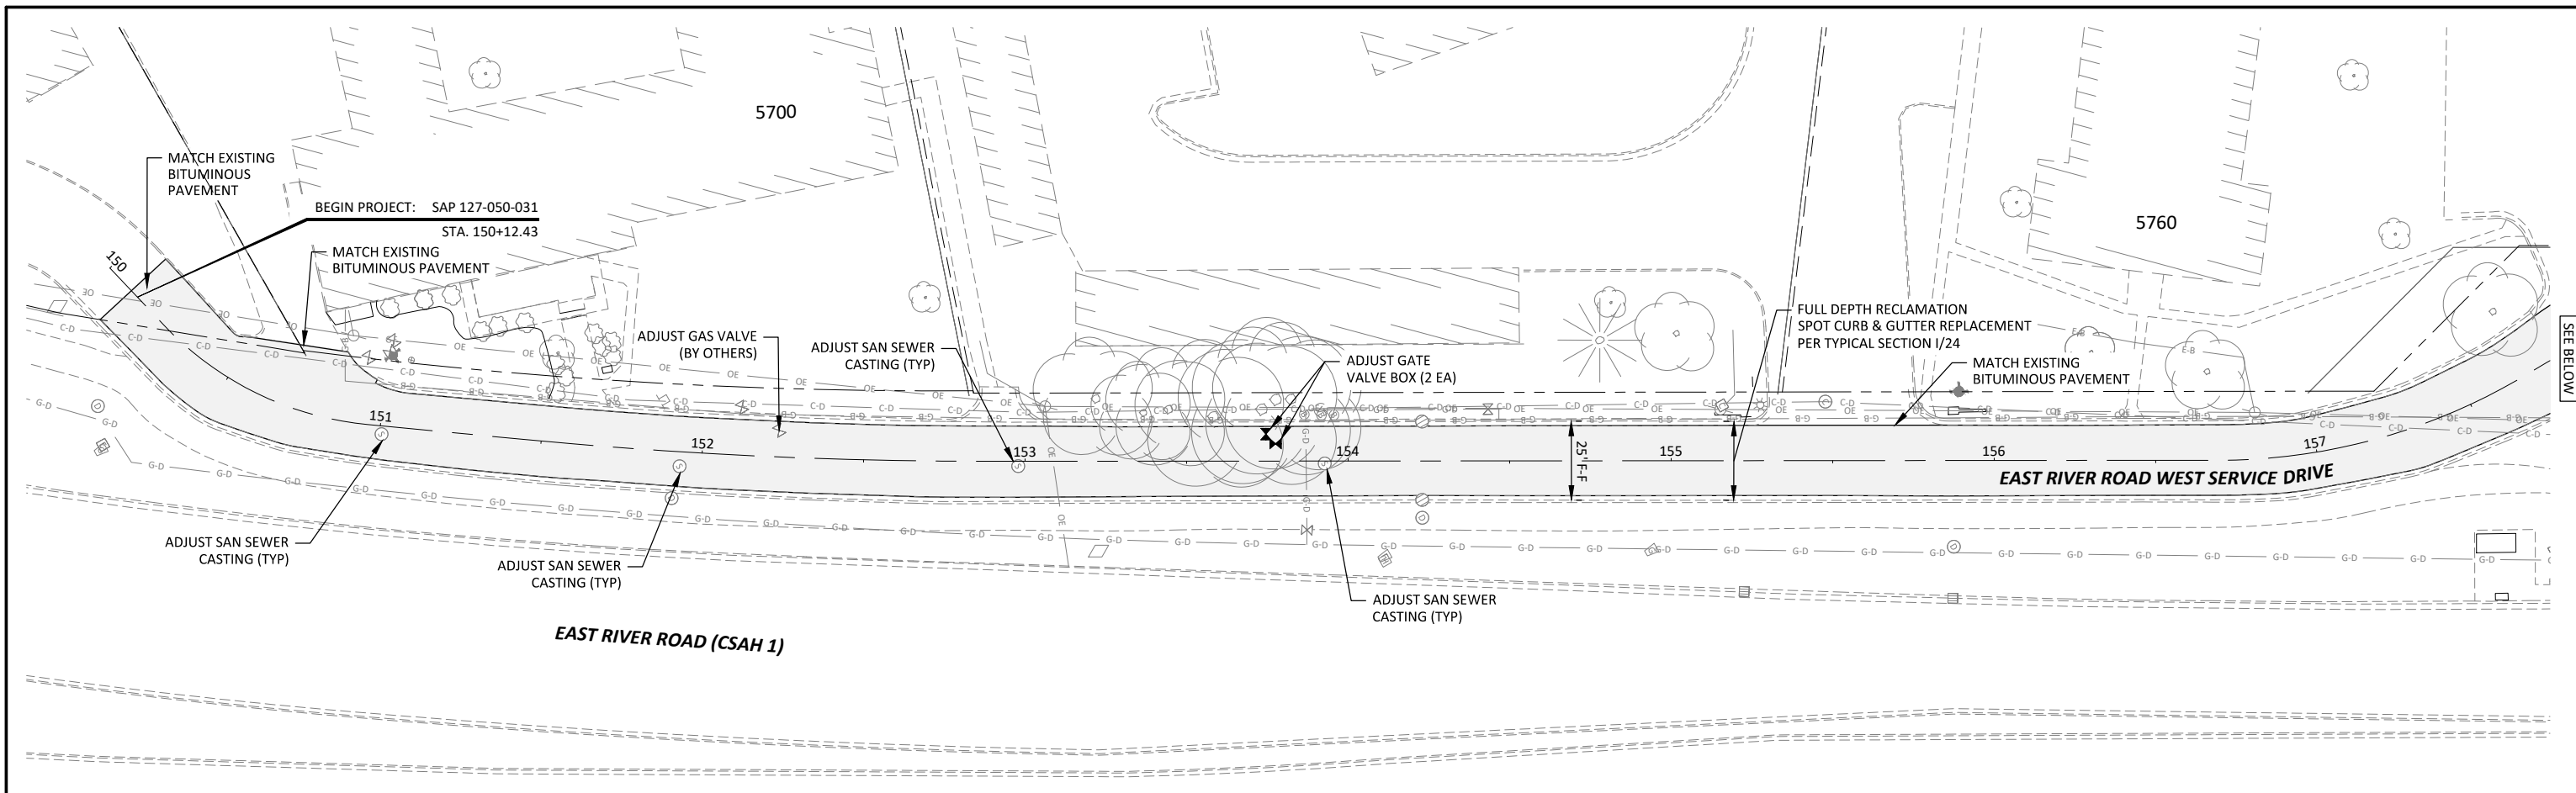 5700
MATCH EXISTING
BITUMINOUS
PAVEMENT
BEGIN PROJECT: SAP 127-050-031
STA. 150+12.43
MATCH EXISTING
BITUMINOUS PAVEMENT
150
5760
ADJUST GAS VALVE
(BY OTHERS)
ADJUST SAN SEWER
CASTING (TYP)
ADJUST GATE
VALVE BOX (2 EA)
FULL DEPTH RECLAMATION
SPOT CURB & GUTTER REPLACEMENT
PER TYPICAL SECTION I/24
MATCH EXISTING
BITUMINOUS PAVEMENT
SEE BELOW
151
152
153
154
155
156
157
25' F-F
EAST RIVER ROAD WEST SERVICE DRIVE
ADJUST SAN SEWER
CASTING (TYP)
ADJUST SAN SEWER
CASTING (TYP)
ADJUST SAN SEWER
CASTING (TYP)
EAST RIVER ROAD (CSAH 1)